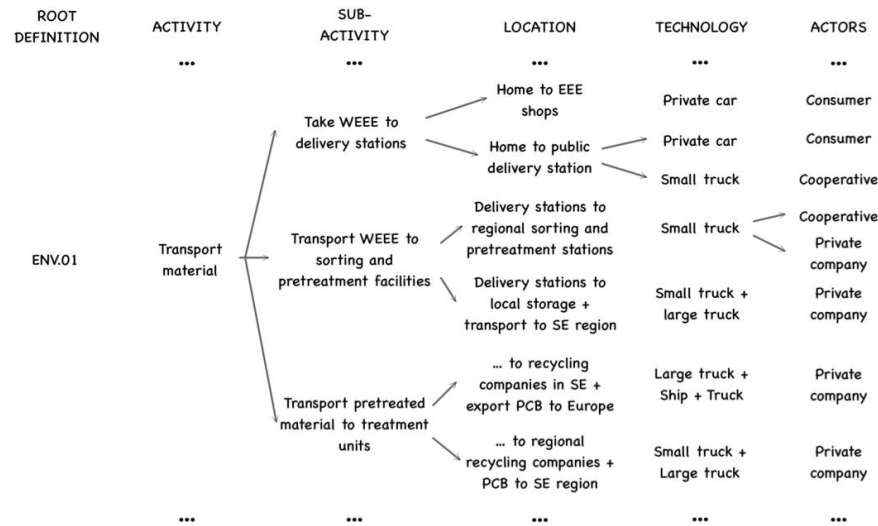 ROOT
DEFINITION
ACTIVITY
SUB-
ACTIVITY
LOCATION
TECHNOLOGY
ACTORS
...
...
...
...
...
ENV.01
Transport
material
Take WEEE to
delivery stations
Home to EEE
shops
Private car
Consumer
Home to public
delivery station
Private car
Consumer
Small truck
Cooperative
Transport WEEE to
sorting and
pretreatment facilities
Delivery stations to
regional sorting and
pretreatment stations
Small truck
Cooperative
Private
company
Delivery stations to
local storage +
transport to SE region
Small truck +
large truck
Private
company
Transport pretreated
material to treatment
units
... to recycling
companies in SE +
export PCB to Europe
Large truck +
Ship + Truck
Private
company
... to regional
recycling companies +
PCB to SE region
Small truck +
Large truck
Private
company
...
...
...
...
...